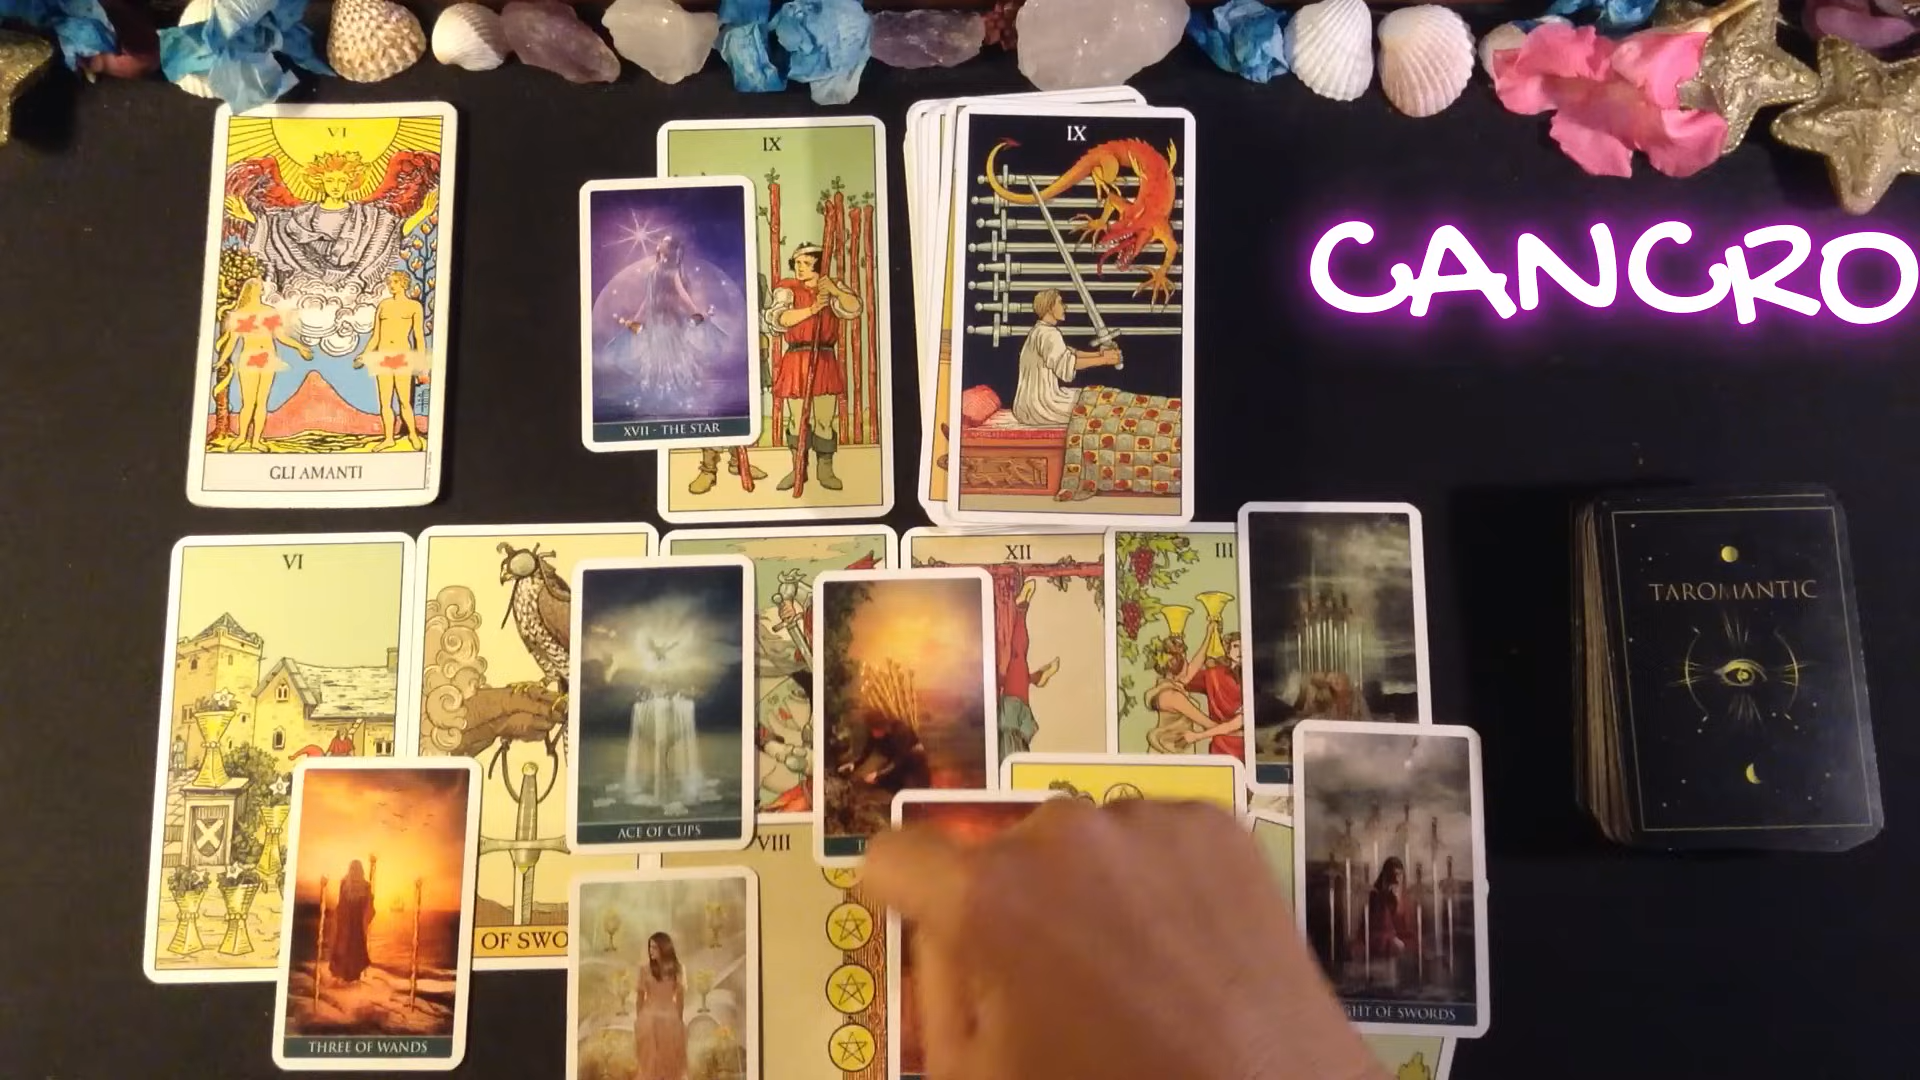 VI
GLI AMANTI
XVII - THE STAR
IX
IX
CANCRO
TAROMANTIC
VI
OF SWO
ACE OF CUPS
XII
III
THREE OF WANDS
VIII
GHT OF SWORDS